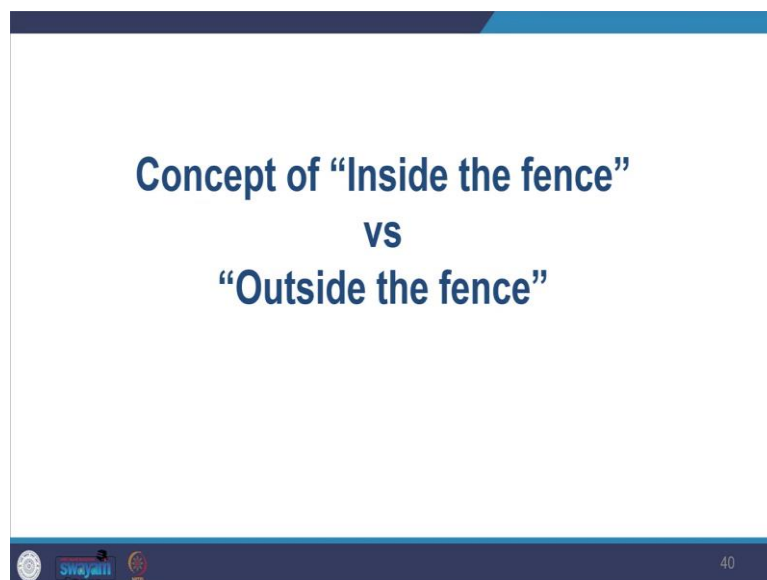 Concept of “Inside the fence”
vs
“Outside the fence”
swayam
40